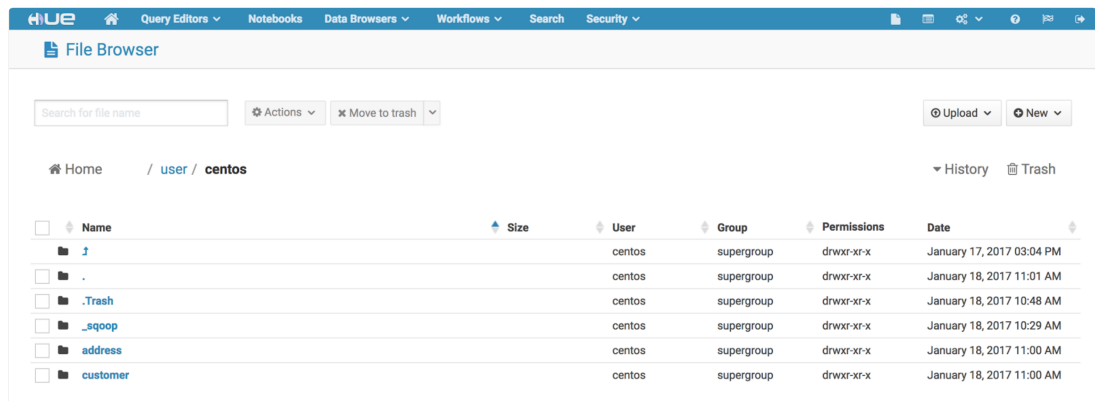 HUE Query Editors Notebooks Data Browsers Workflows Search Security
File Browser
Search for file name Actions Move to trash Upload New
Home / user / centos History Trash
Name Size User Group Permissions Date
centos supergroup drwxr-xr-x January 17, 2017 03:04 PM
. centos supergroup drwxr-xr-x January 18, 2017 11:01 AM
.Trash centos supergroup drwxr-xr-x January 18, 2017 10:48 AM
_sqoop centos supergroup drwxr-xr-x January 18, 2017 10:29 AM
address centos supergroup drwxr-xr-x January 18, 2017 11:00 AM
customer centos supergroup drwxr-xr-x January 18, 2017 11:00 AM